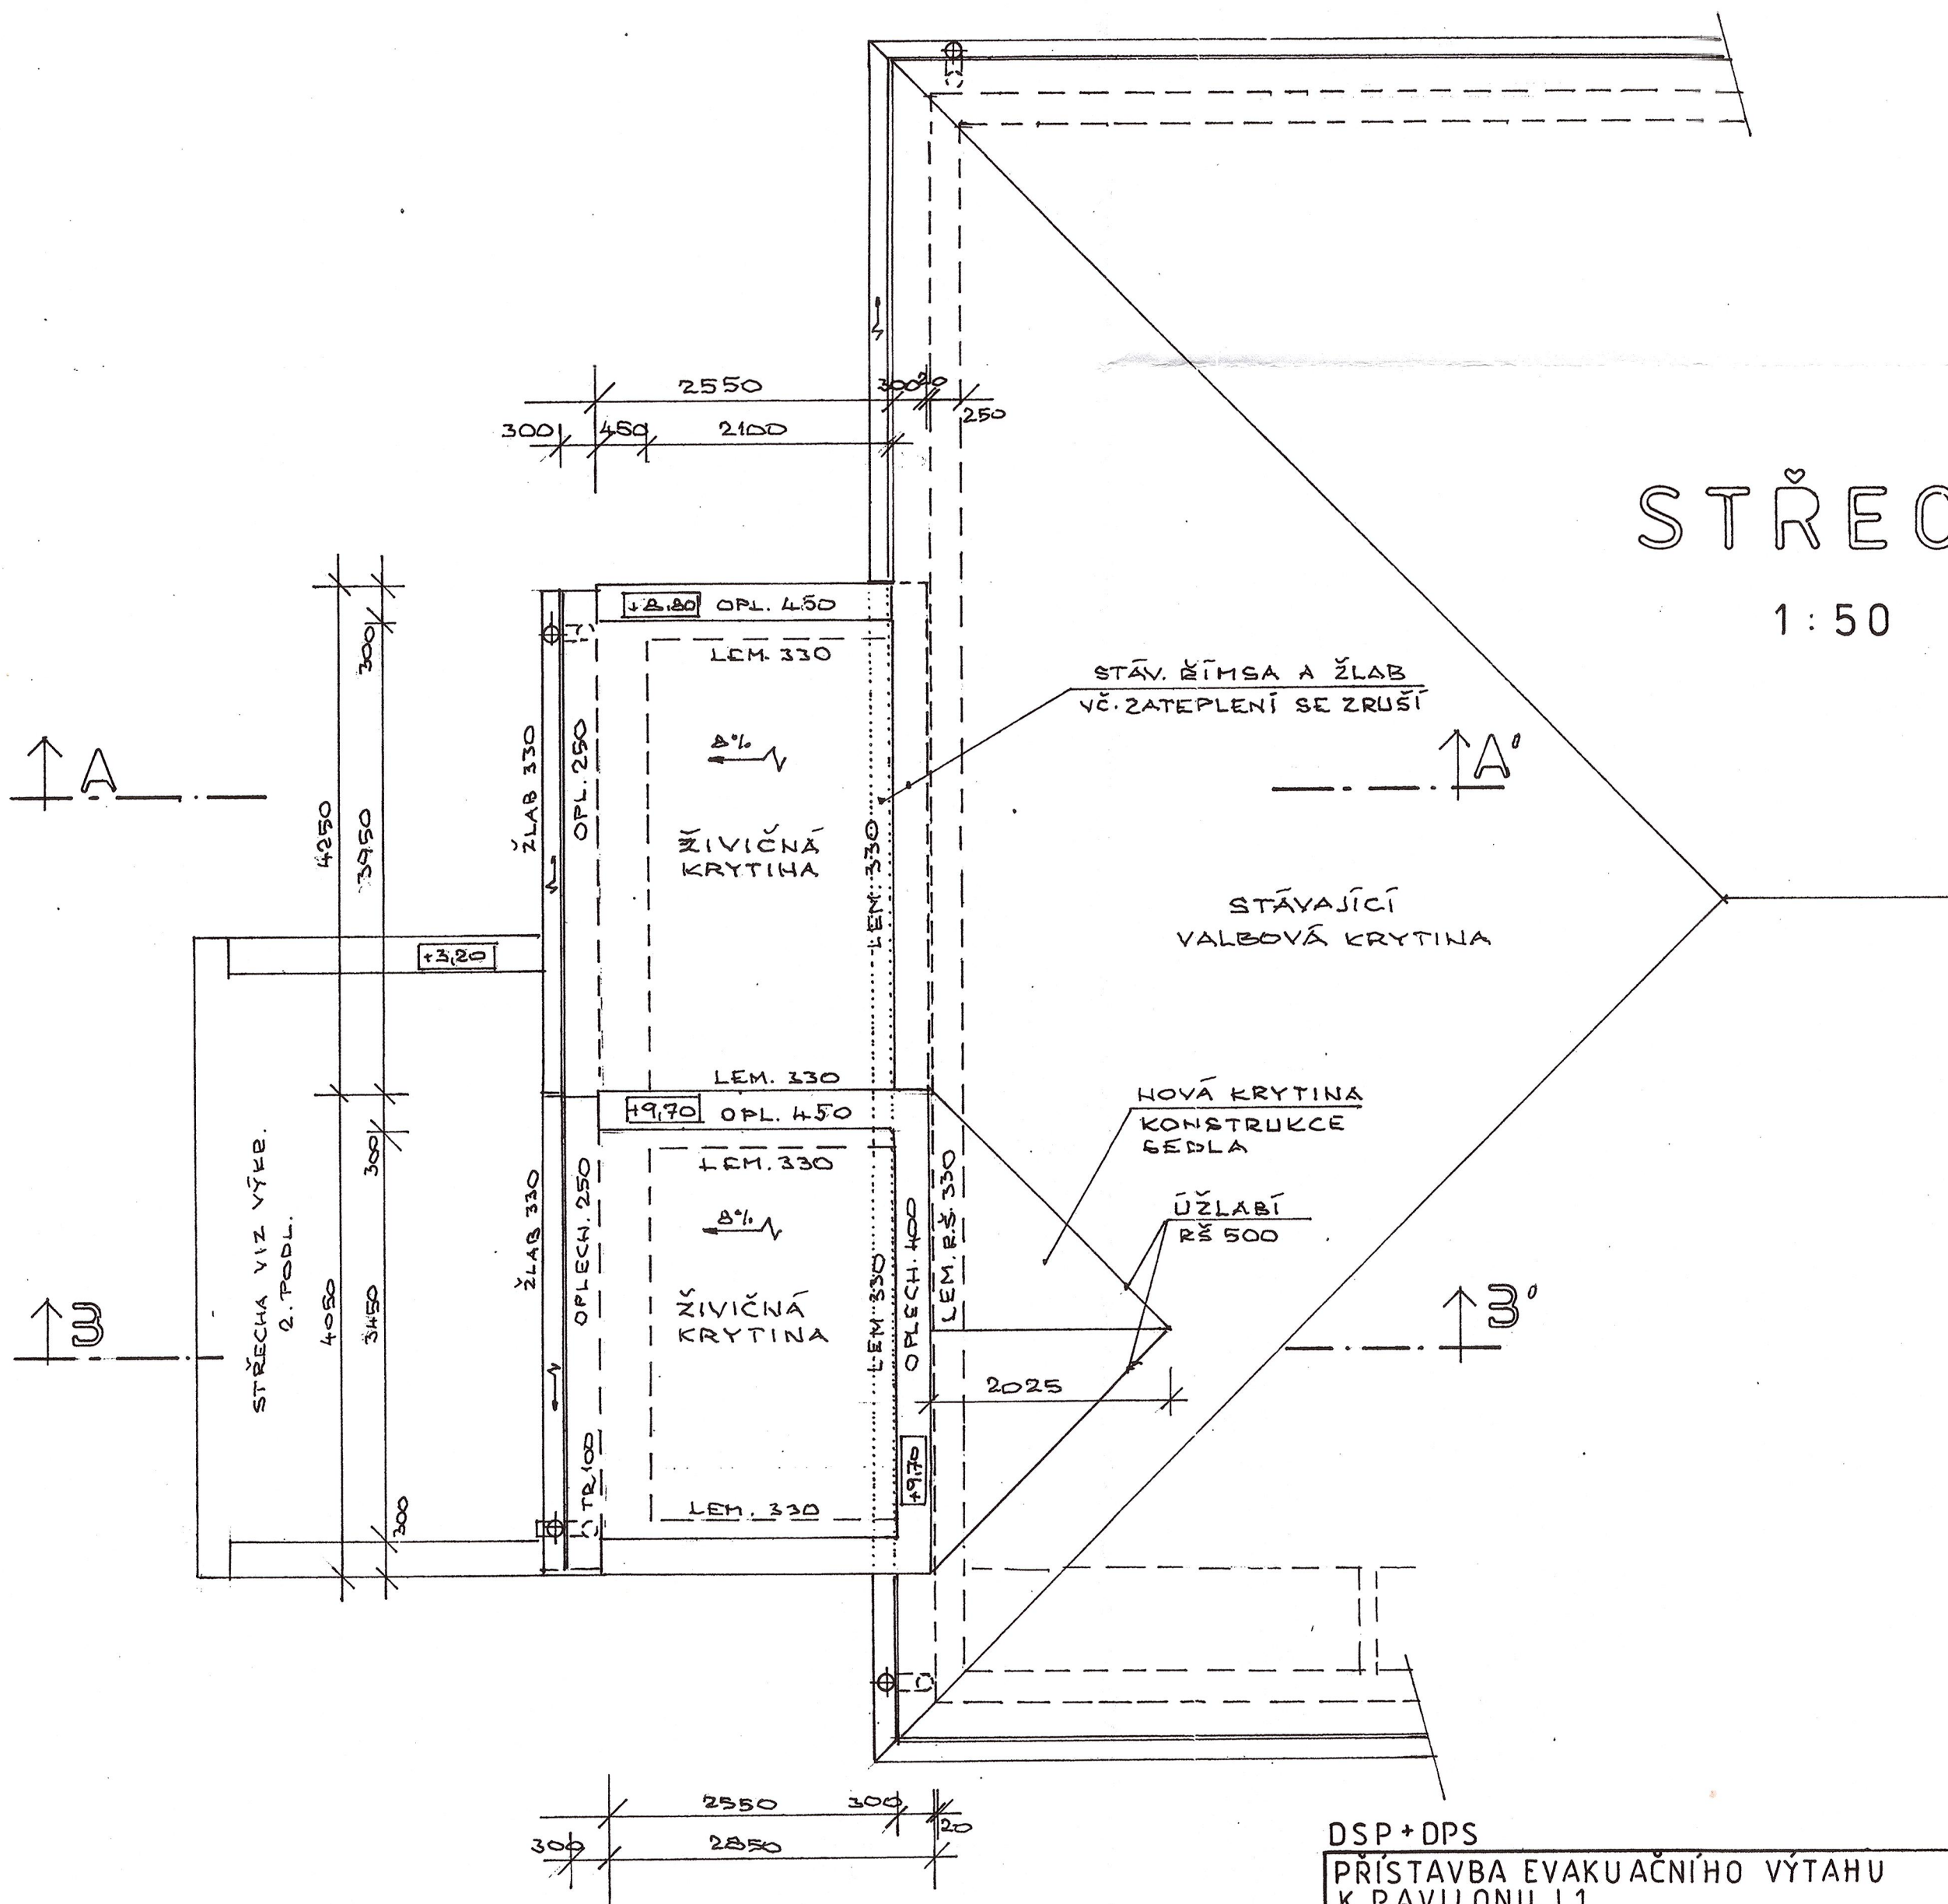 2550
300
20
250
300
450
2100
STŘEC
1:50
+8,80 OPL. 450
LEM. 330
300
STÁV. ŘÍMSA A ŽLAB
VČ. ZATEPLENÍ SE ZRUŠÍ
A
A'
8%
ŽLAB 330
OPL. 250
4250
3950
ŽIVIČNÁ
KRYTINA
LEM. 330
STÁVAJÍCÍ
VALBOVÁ KRYTINA
+3,20
LEM. 330
+9,70 OPL. 450
LEM. 330
NOVÁ KRYTINA
KONSTRUKCE
SEDLA
300
STŘECHA VIZ VÝKR.
2. PODL.
ŽLAB 330
OPLECH. 250
8%
LEM. R.Š. 330
ÚŽLABÍ
RŠ 500
B
B'
4050
3450
ŽIVIČNÁ
KRYTINA
LEM 330
OPLECH. 400
2025
+9,70
TR 100
LEM. 330
300
2550
300
20
300
2850
DSP+DPS
PŘÍSTAVBA EVAKUAČNÍHO VÝTAHU
K PAVILONU L1